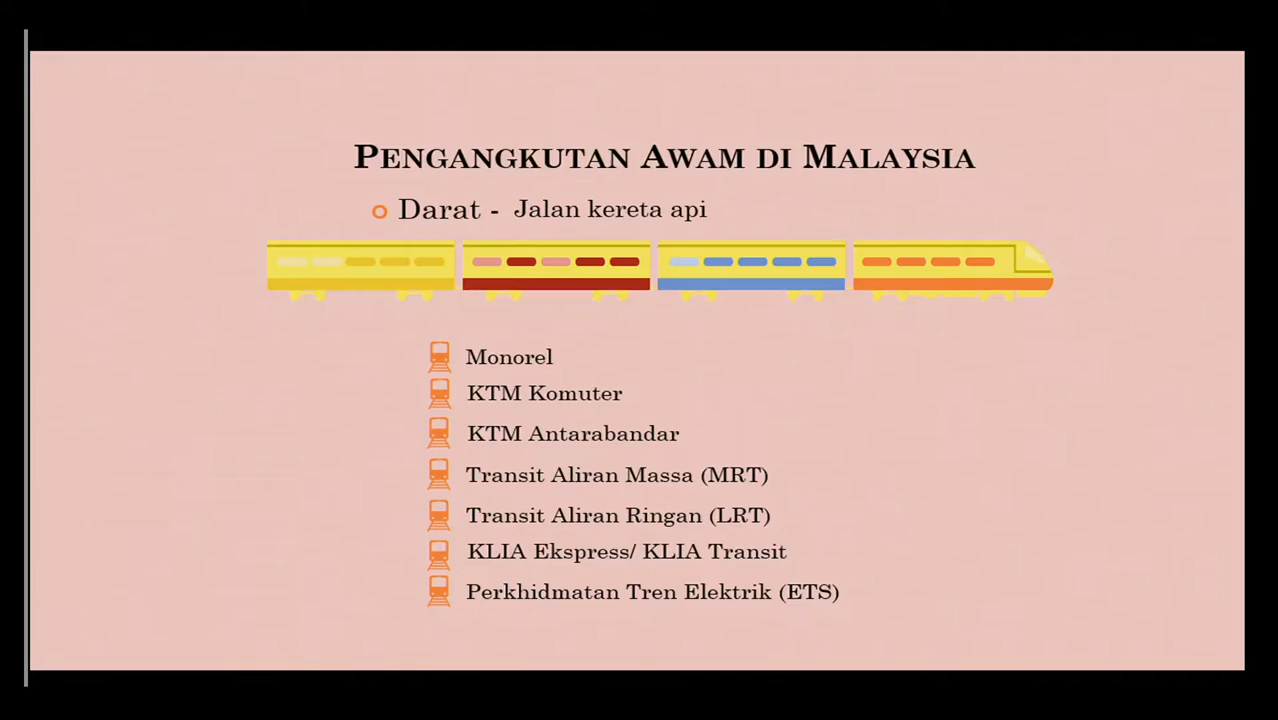 PENGANGKUTAN AWAM DI MALAYSIA
Darat - Jalan kereta api
Monorel
KTM Komuter
KTM Antarabandar
Transit Aliran Massa (MRT)
Transit Aliran Ringan (LRT)
KLIA Ekspress/ KLIA Transit
Perkhidmatan Tren Elektrik (ETS)